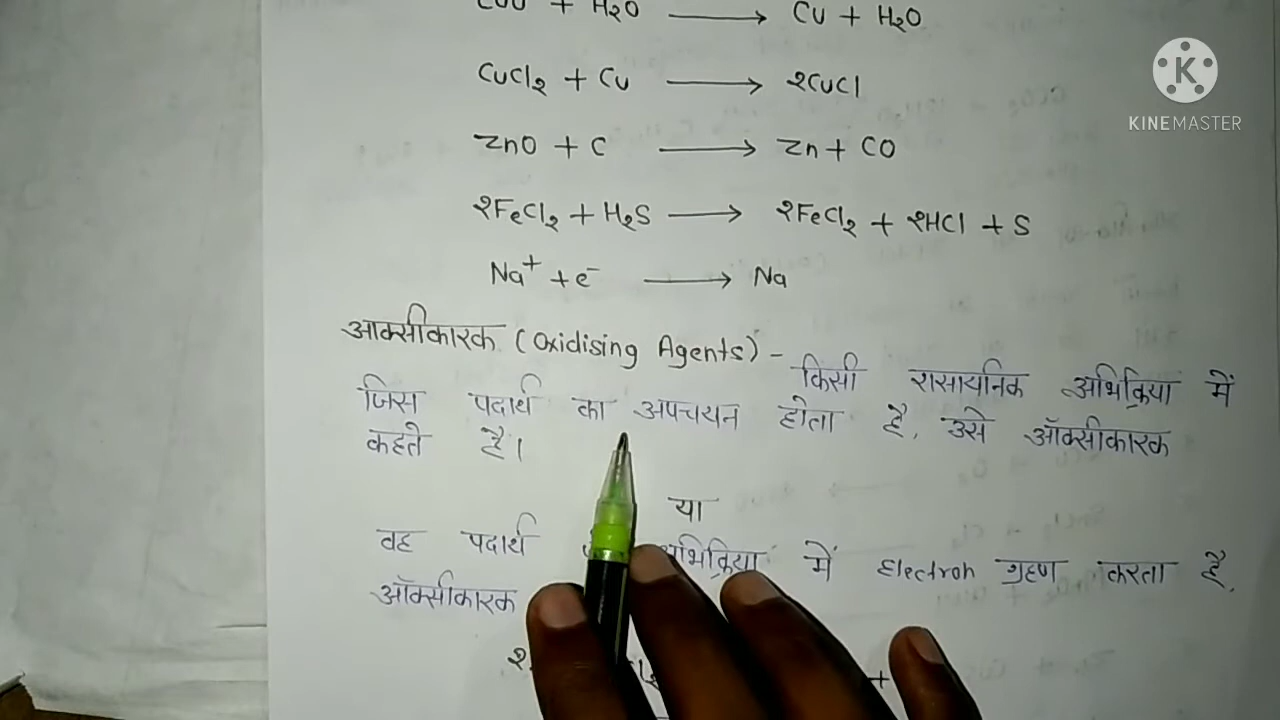 CuO + H₂O ⟶ Cu + H₂O
CuCl₂ + Cu ⟶ 2CuCl
ZnO + C ⟶ Zn + CO
2FeCl₂ + H₂S ⟶ 2FeCl₂ + 2HCl + S
Na⁺ + e⁻ ⟶ Na
आक्सीकारक (Oxidising Agents) – किसी रासायनिक अभिक्रिया में
जिस पदार्थ का अपचयन होता है, उसे ऑक्सीकारक
कहते है।
या
वह पदार्थ अभिक्रिया में Electron ग्रहण करता है,
ऑक्सीकारक
+
KINEMASTER